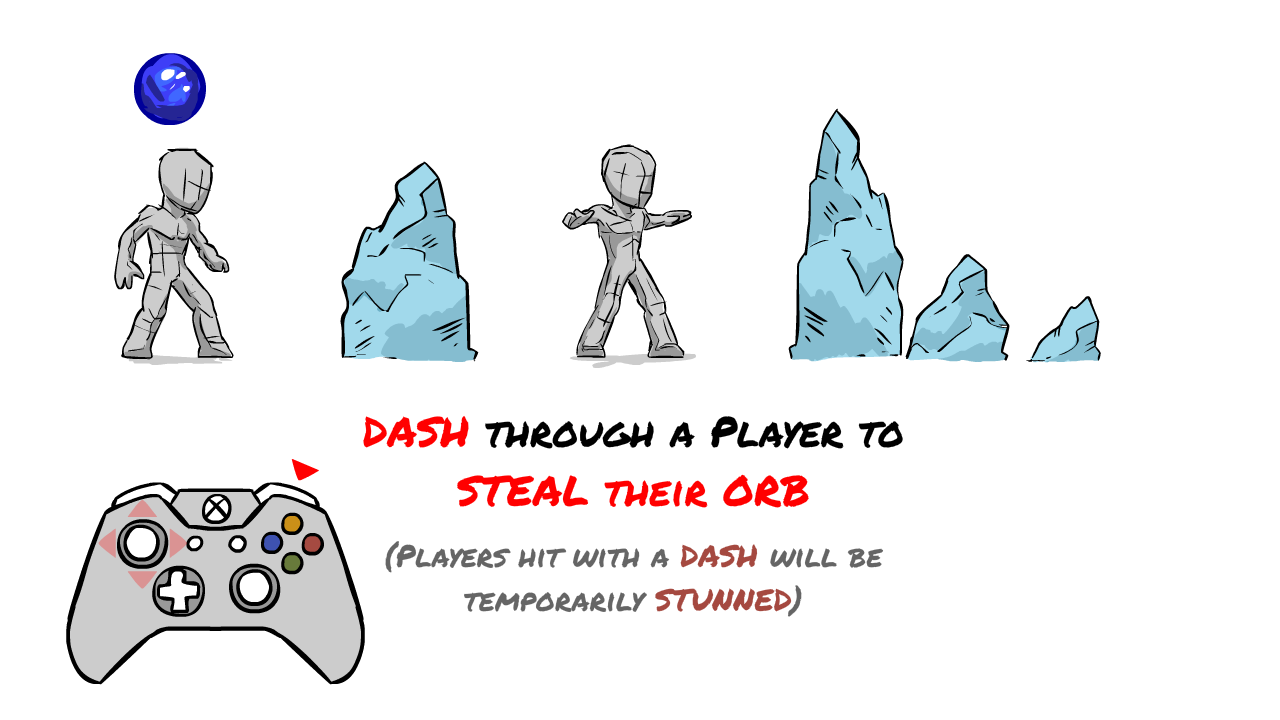 DASH THROUGH A PLAYER TO
STEAL THEIR ORB
(PLAYERS HIT WITH A DASH WILL BE
TEMPORARILY STUNNED)